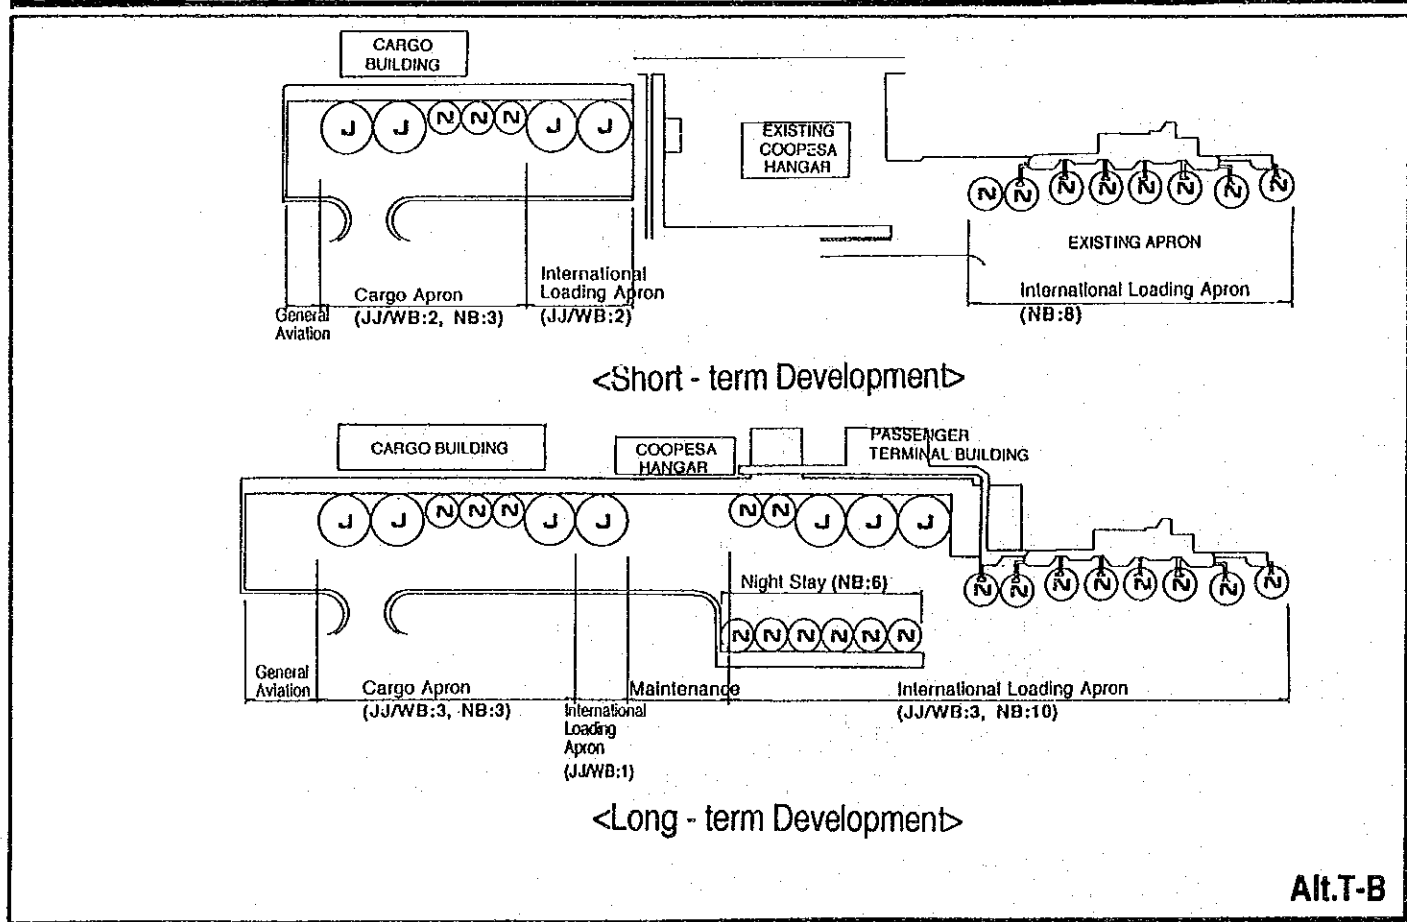 CARGO
BUILDING
J J N N N J J
EXISTING
COOPESA
HANGAR
N N N N N N N N
EXISTING APRON
General
Aviation
Cargo Apron
(JJ/WB:2, NB:3)
International
Loading Apron
(JJ/WB:2)
International Loading Apron
(NB:8)
<Short - term Development>
CARGO BUILDING
COOPESA
HANGAR
PASSENGER
TERMINAL BUILDING
J J N N N J J
N N J J J
N N N N N N N N
Night Stay (NB:6)
N N N N N N
General
Aviation
Cargo Apron
(JJ/WB:3, NB:3)
International
Loading
Apron
(JJ/WB:1)
Maintenance
International Loading Apron
(JJ/WB:3, NB:10)
<Long - term Development>
Alt.T-B